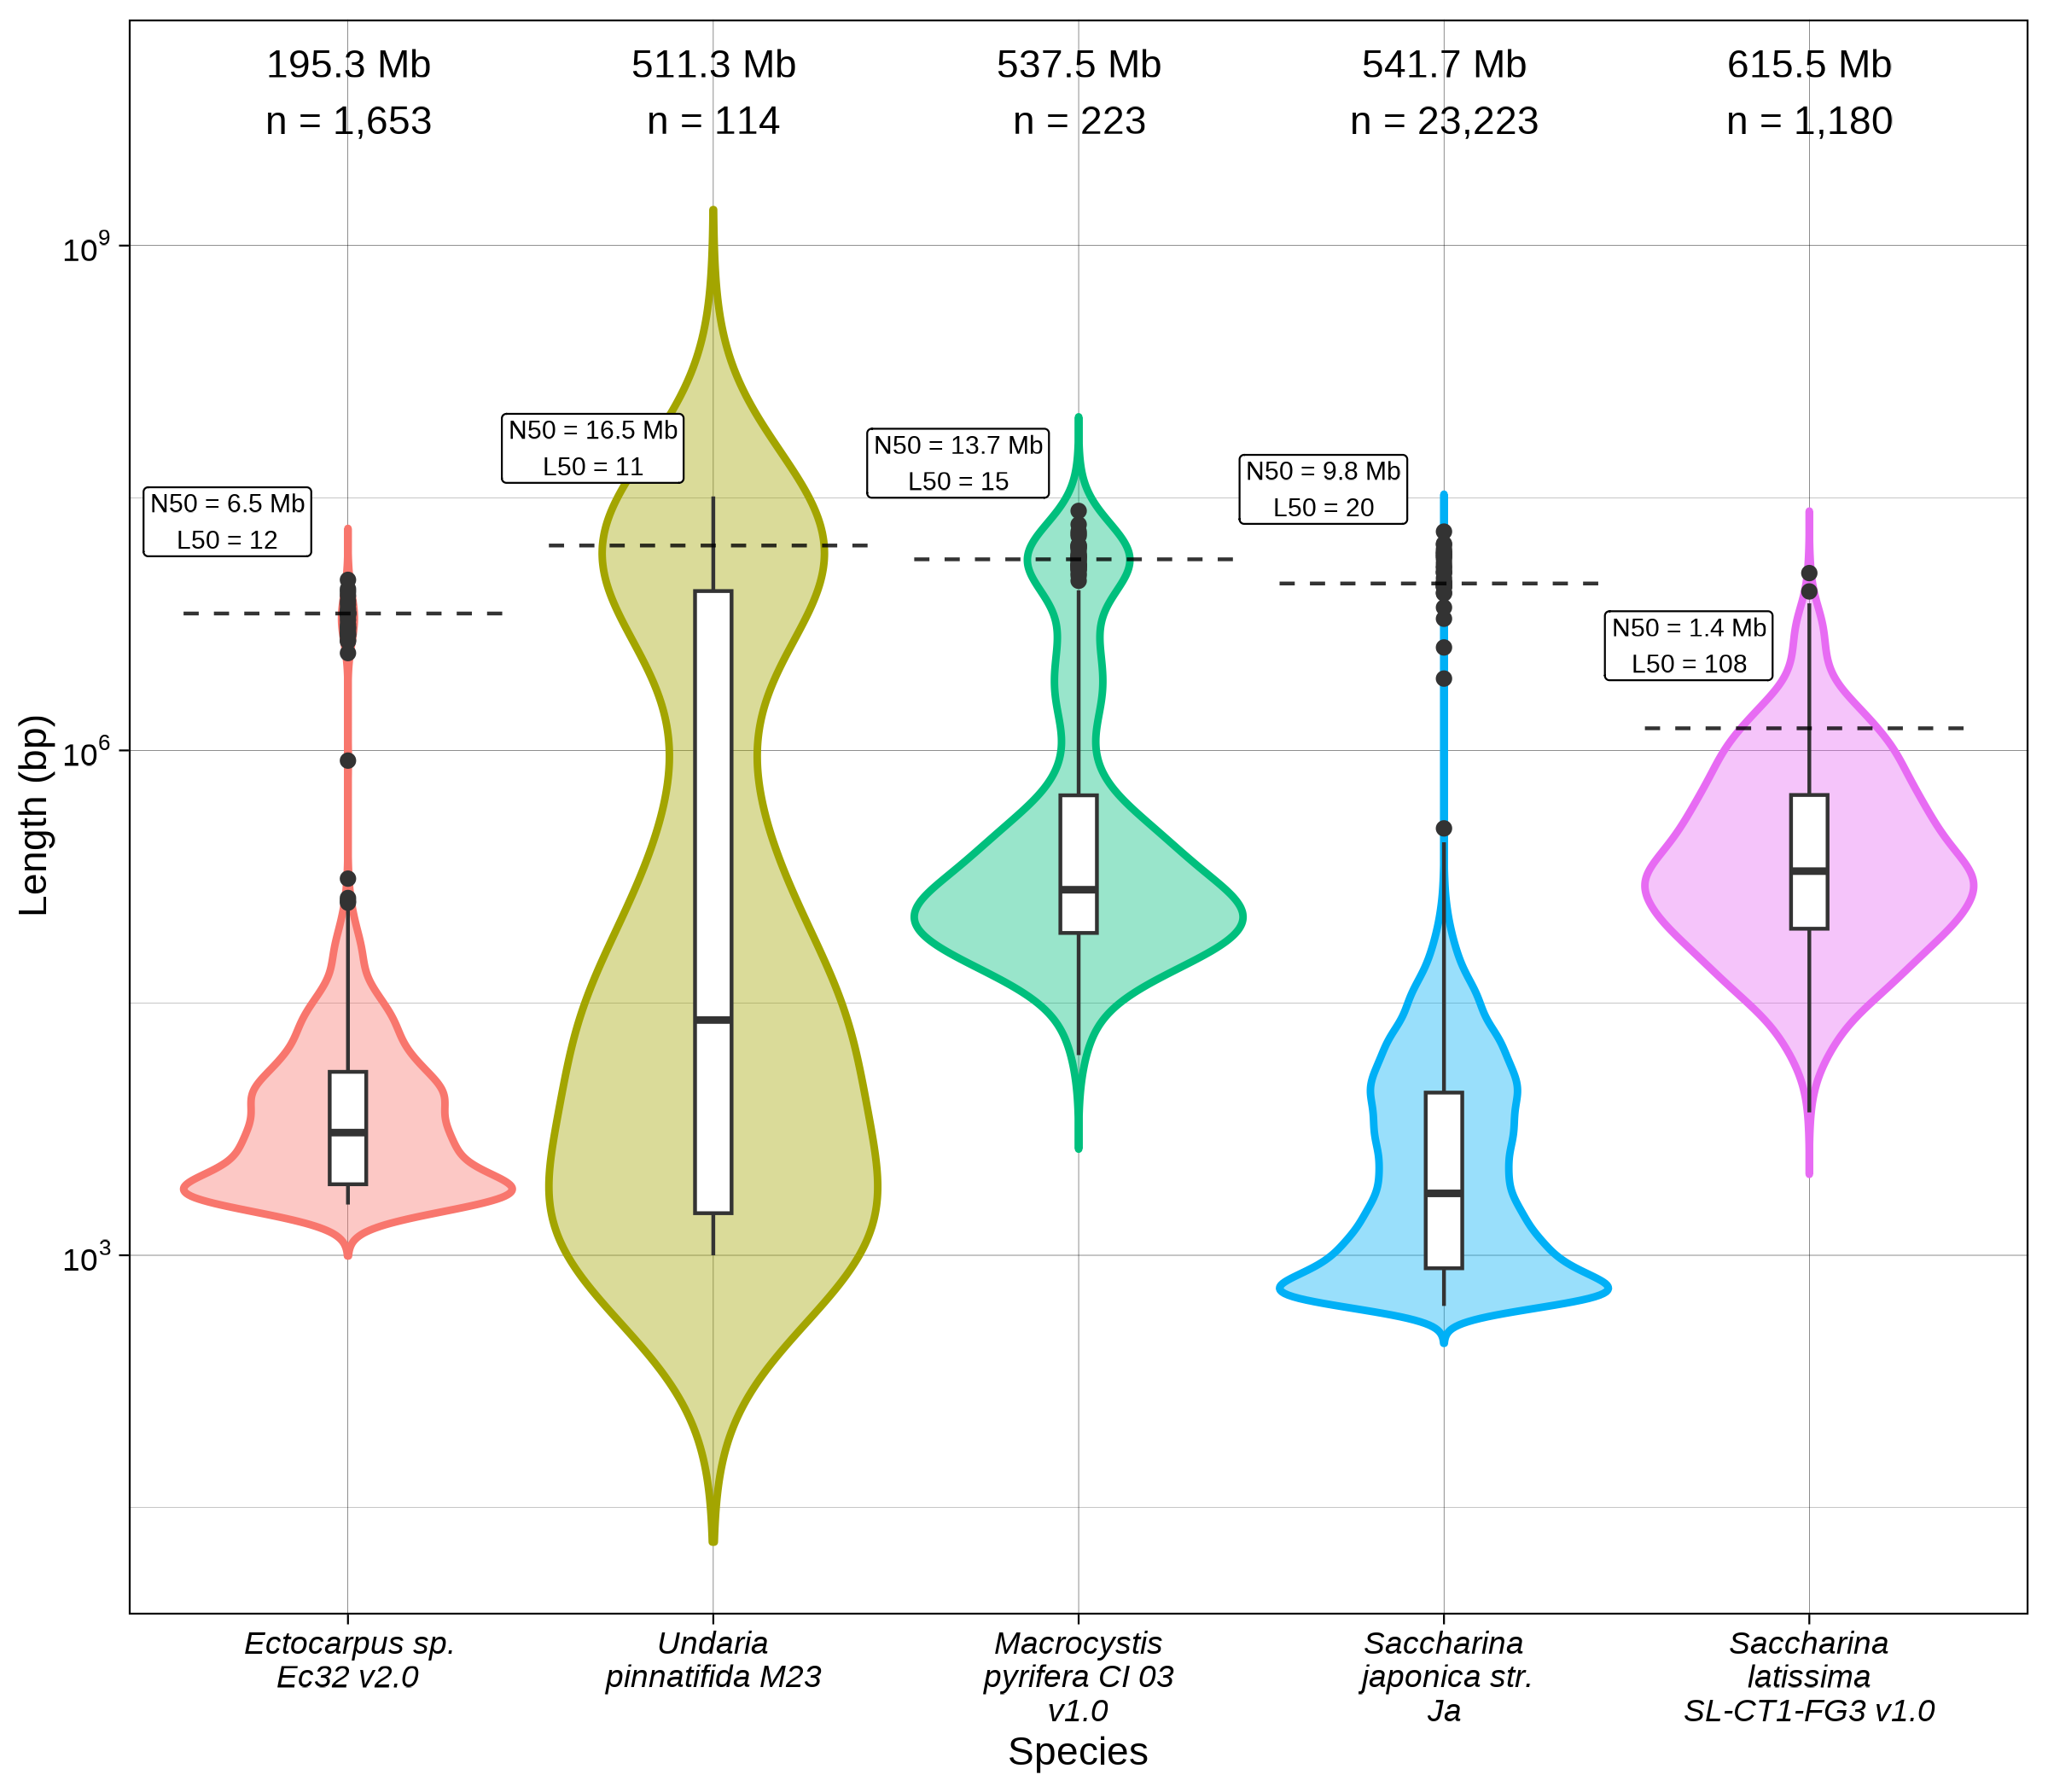 195.3 Mb
n = 1,653
511.3 Mb
n = 114
537.5 Mb
n = 223
541.7 Mb
n = 23,223
615.5 Mb
n = 1,180
10⁹
10⁶
10³
Length (bp)
N50 = 6.5 Mb
L50 = 12
N50 = 16.5 Mb
L50 = 11
N50 = 13.7 Mb
L50 = 15
N50 = 9.8 Mb
L50 = 20
N50 = 1.4 Mb
L50 = 108
Ectocarpus sp.
Ec32 v2.0
Undaria
pinnatifida M23
Macrocystis
pyrifera CI 03
v1.0
Saccharina
japonica str.
Ja
Saccharina
latissima
SL-CT1-FG3 v1.0
Species